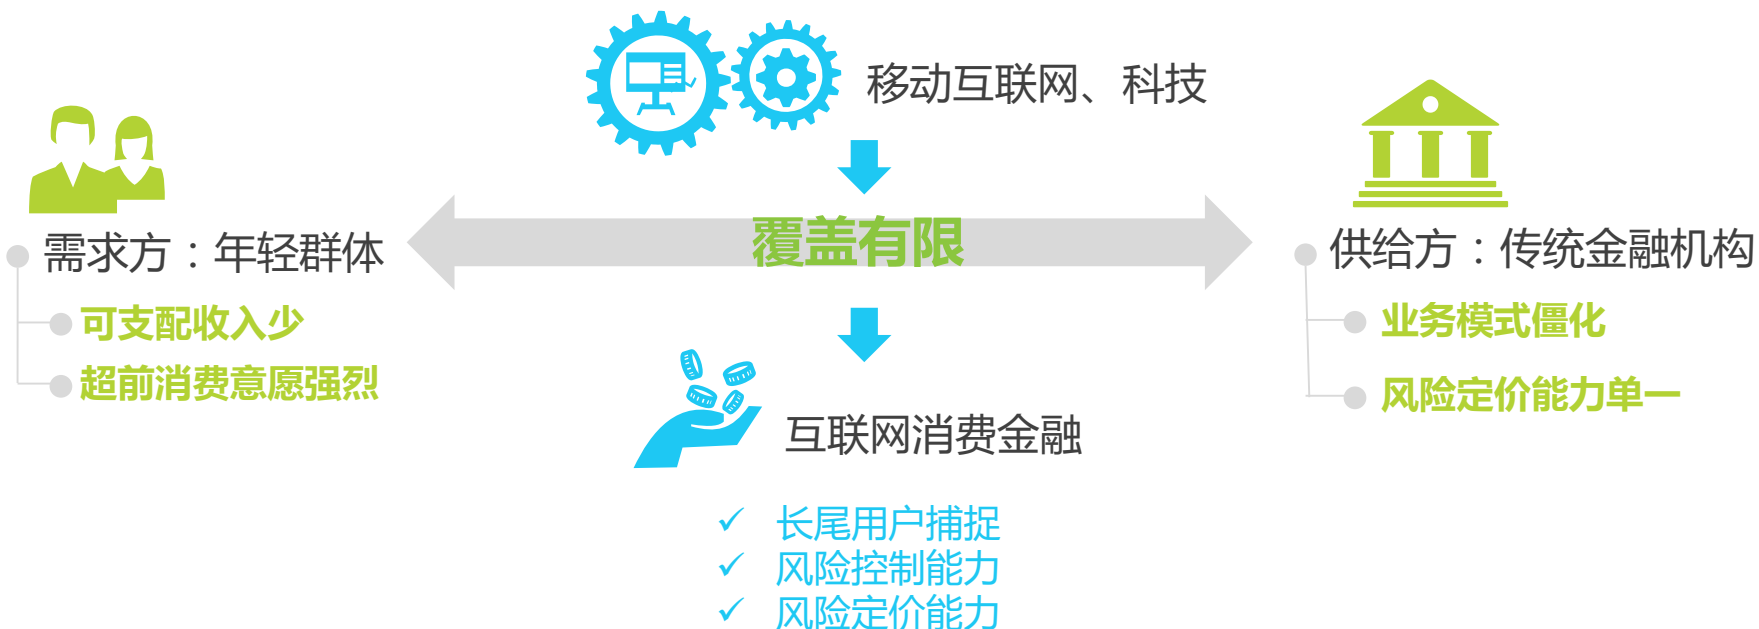 移动互联网、科技
覆盖有限
需求方：年轻群体
可支配收入少
超前消费意愿强烈
供给方：传统金融机构
业务模式僵化
风险定价能力单一
互联网消费金融
✓ 长尾用户捕捉
✓ 风险控制能力
✓ 风险定价能力